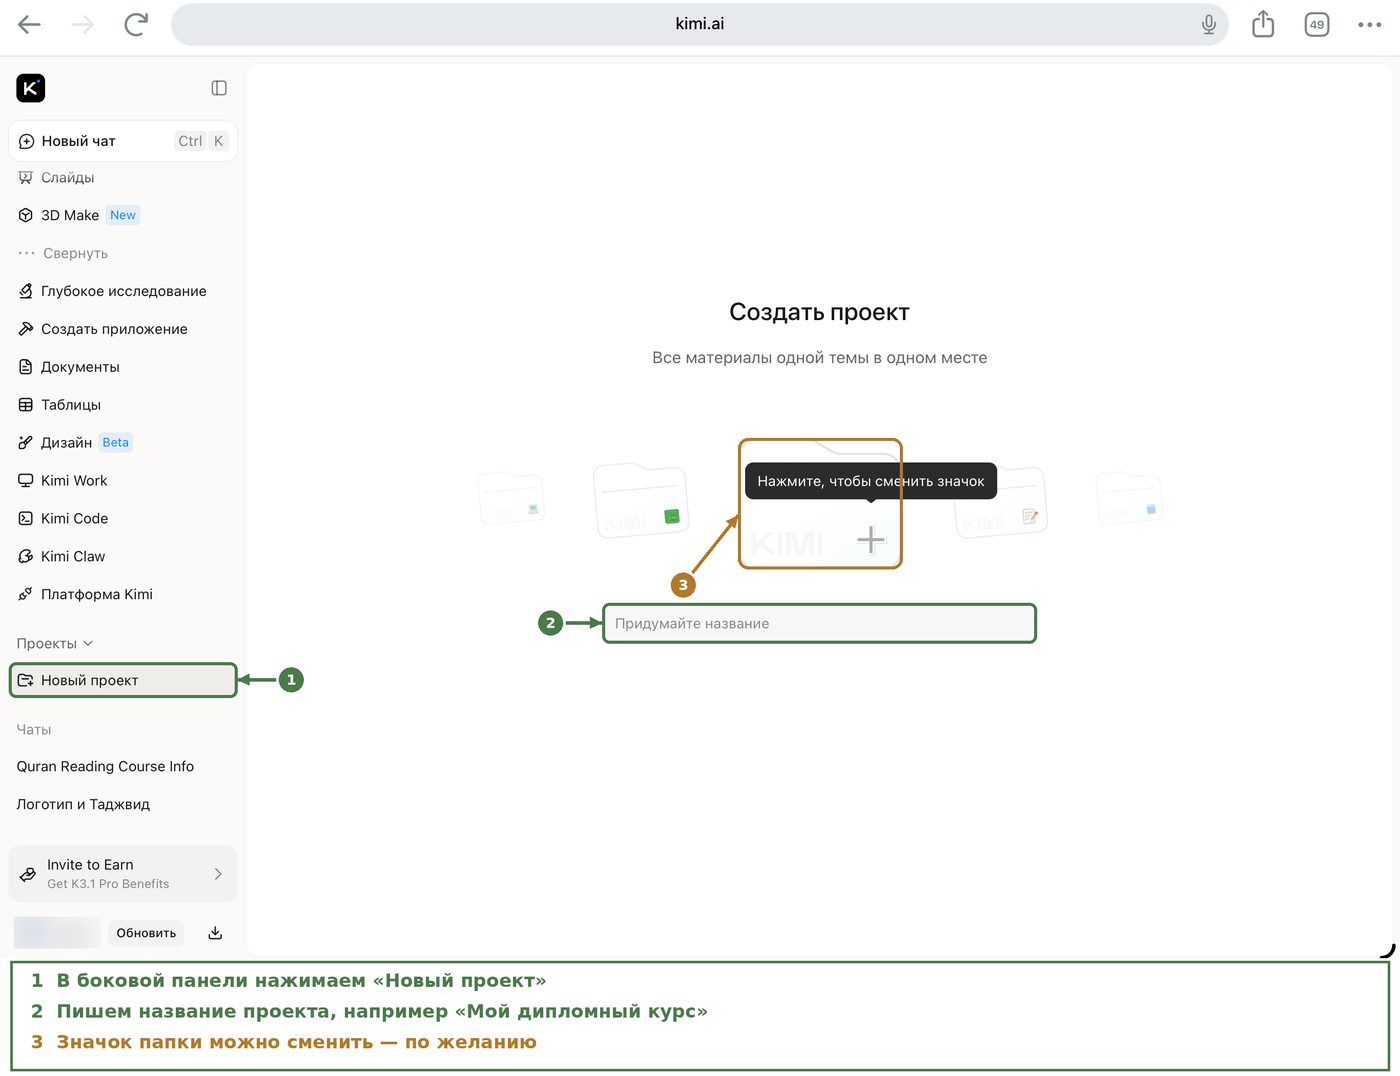 kimi.ai
49
Новый чат Ctrl K
Слайды
3D Make New
Свернуть
Глубокое исследование
Создать приложение
Документы
Таблицы
Дизайн Beta
Kimi Work
Kimi Code
Kimi Claw
Платформа Kimi
Проекты
Новый проект
1
Чаты
Quran Reading Course Info
Логотип и Таджвид
Invite to Earn
Get K3.1 Pro Benefits
Обновить
Создать проект
Все материалы одной темы в одном месте
Нажмите, чтобы сменить значок
KIMI KIMI KIMI KIMI KIMI
3
2
Придумайте название
1 В боковой панели нажимаем «Новый проект»
2 Пишем название проекта, например «Мой дипломный курс»
3 Значок папки можно сменить — по желанию